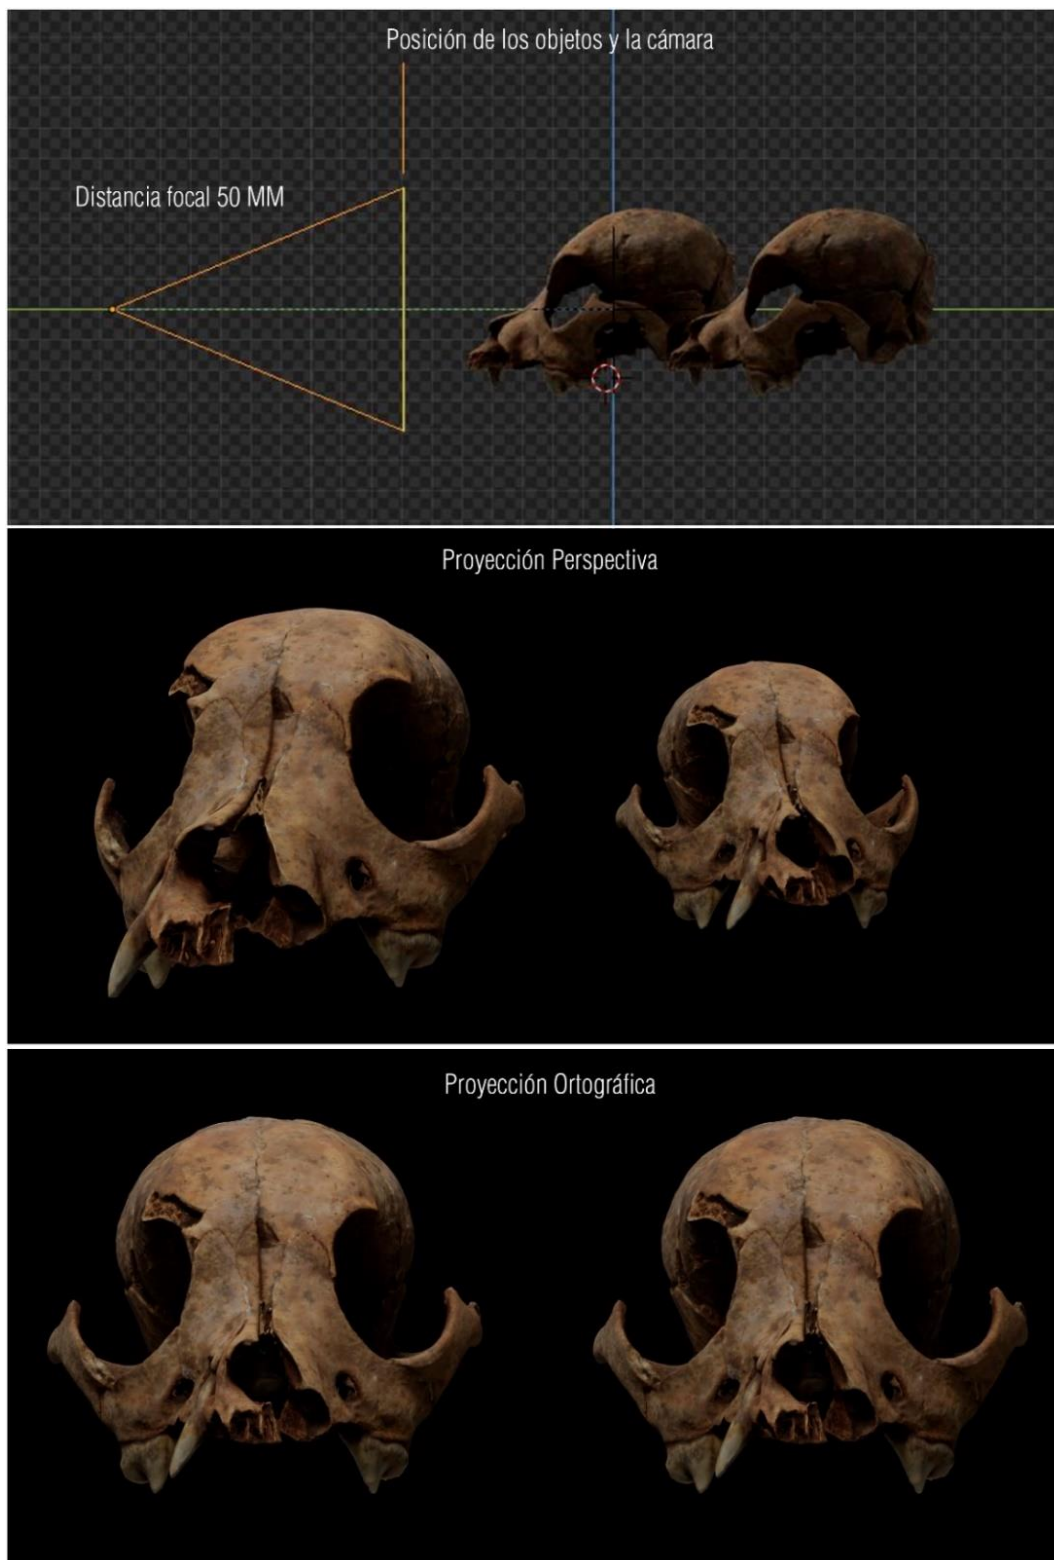 Posición de los objetos y la cámara
Distancia focal 50 MM
Proyección Perspectiva
Proyección Ortográfica